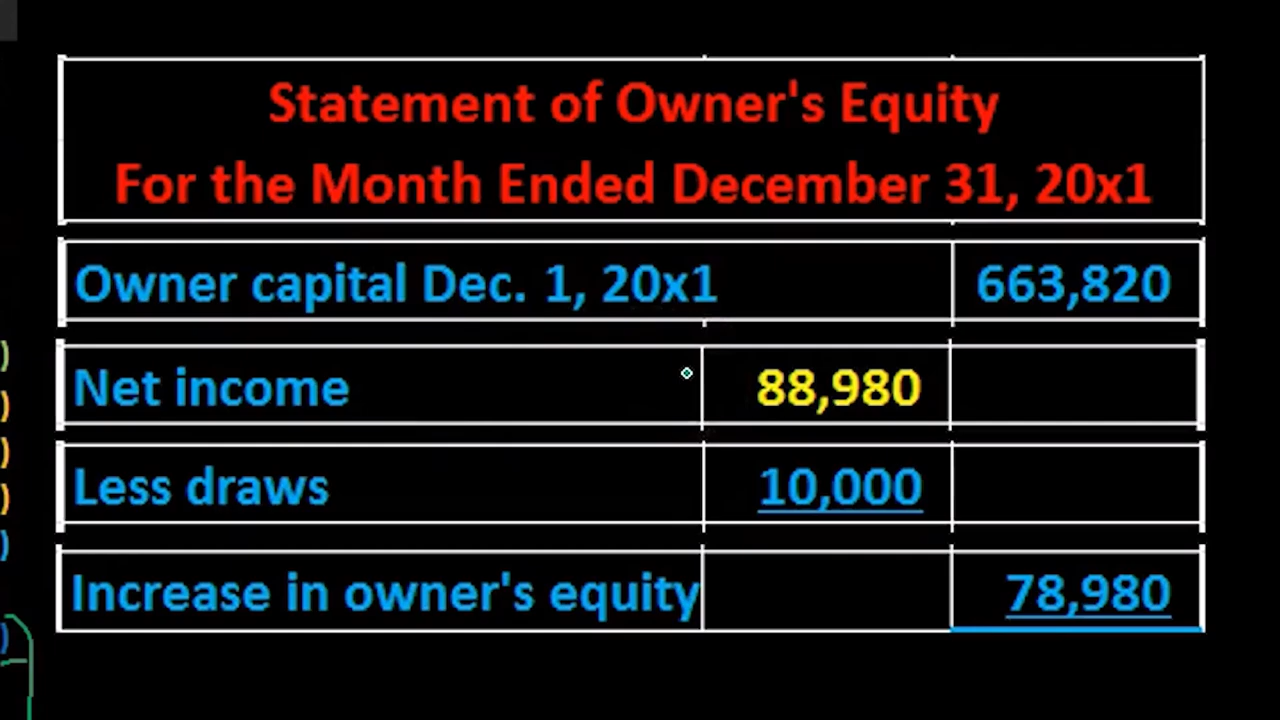 Statement of Owner's Equity
For the Month Ended December 31, 20x1
Owner capital Dec. 1, 20x1 663,820
Net income 88,980
Less draws 10,000
Increase in owner's equity 78,980
)
)
)
)
)
)